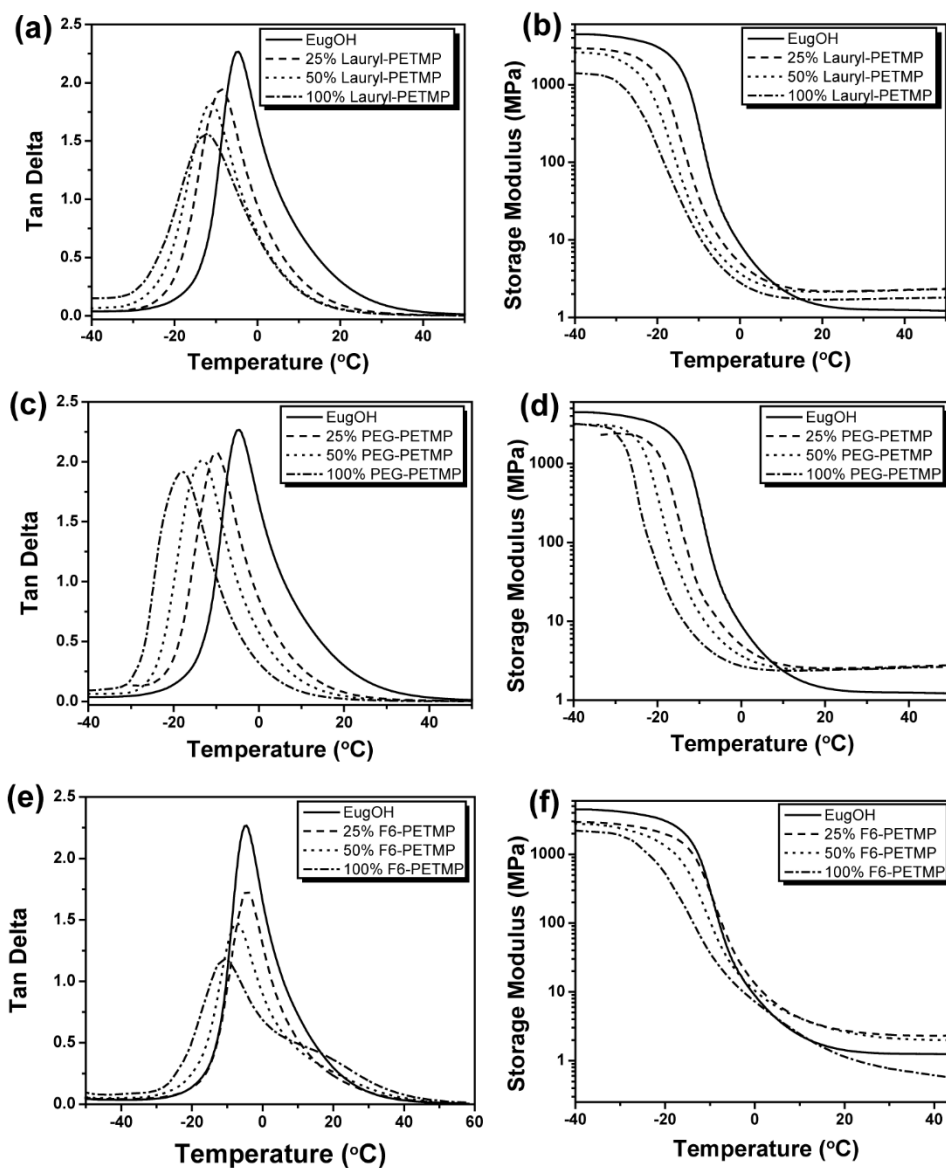 (a)
2.5
2.0
1.5
1.0
0.5
0.0
Tan Delta
EugOH
25% Lauryl-PETMP
50% Lauryl-PETMP
100% Lauryl-PETMP
-40 -20 0 20 40
Temperature (°C)
(b)
1000
100
10
1
Storage Modulus (MPa)
EugOH
25% Lauryl-PETMP
50% Lauryl-PETMP
100% Lauryl-PETMP
-40 -20 0 20 40
Temperature (°C)
(c)
2.5
2.0
1.5
1.0
0.5
0.0
Tan Delta
EugOH
25% PEG-PETMP
50% PEG-PETMP
100% PEG-PETMP
-40 -20 0 20 40
Temperature (°C)
(d)
1000
100
10
1
Storage Modulus (MPa)
EugOH
25% PEG-PETMP
50% PEG-PETMP
100% PEG-PETMP
-40 -20 0 20 40
Temperature (°C)
(e)
2.5
2.0
1.5
1.0
0.5
0.0
Tan Delta
EugOH
25% F6-PETMP
50% F6-PETMP
100% F6-PETMP
-40 -20 0 20 40 60
Temperature (°C)
(f)
1000
100
10
1
Storage Modulus (MPa)
EugOH
25% F6-PETMP
50% F6-PETMP
100% F6-PETMP
-40 -20 0 20 40
Temperature (°C)